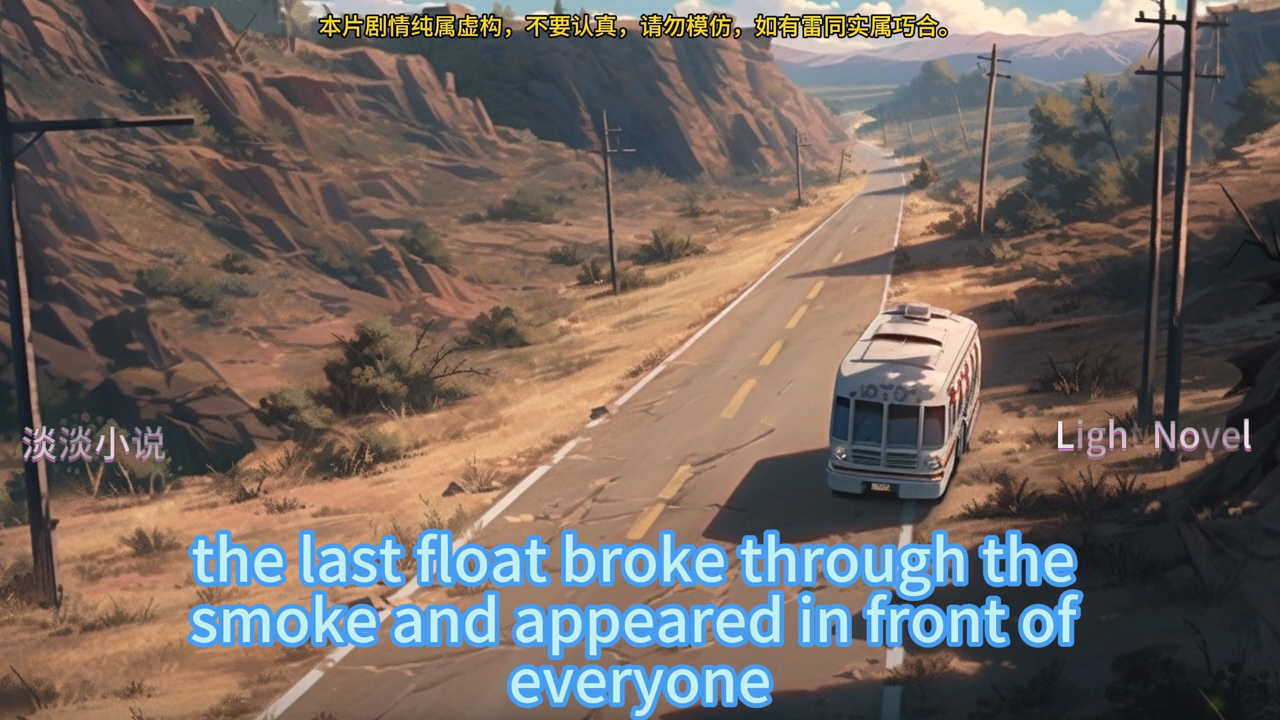 本片剧情纯属虚构，不要认真，请勿模仿，如有雷同实属巧合。
淡淡小说
Ligh Novel
the last float broke through the
smoke and appeared in front of
everyone